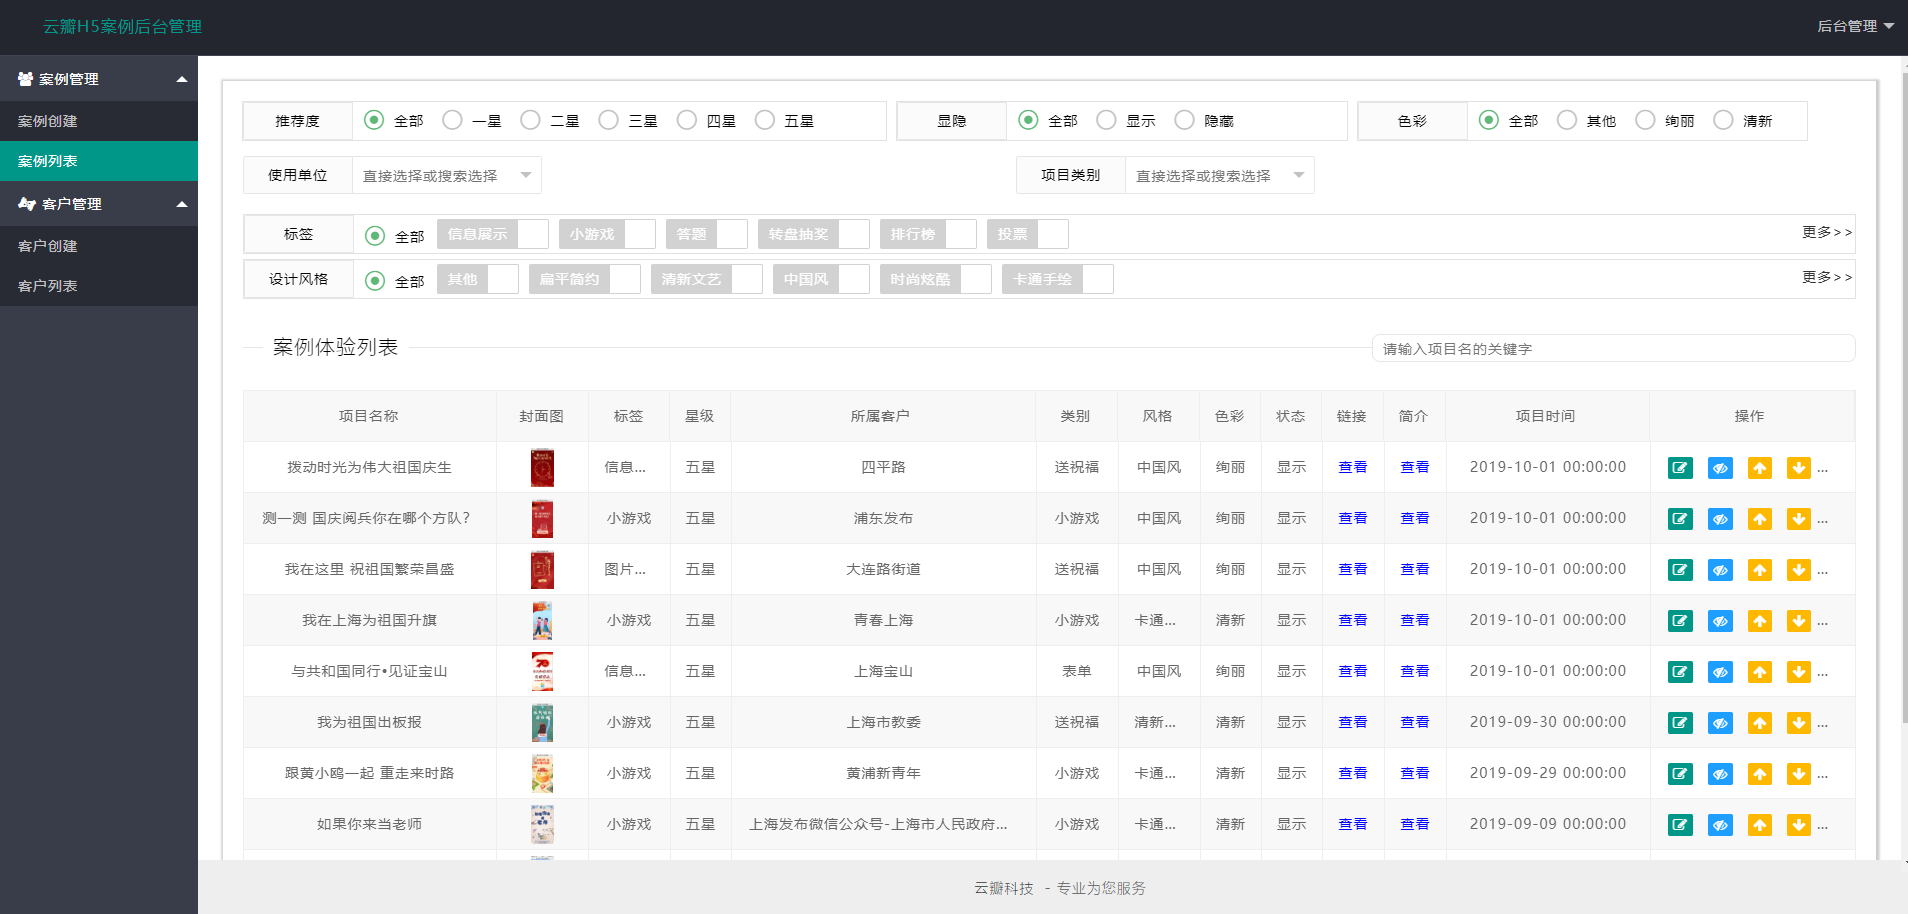 云瓣H5案例后台管理
后台管理
案例管理
案例创建
案例列表
客户管理
客户创建
客户列表
推荐度 全部 一星 二星 三星 四星 五星 显隐 全部 显示 隐藏 色彩 全部 其他 绚丽 清新
使用单位 直接选择或搜索选择 项目类别 直接选择或搜索选择
标签 全部 信息展示 小游戏 答题 转盘抽奖 排行榜 投票 更多>>
设计风格 全部 其他 扁平简约 清新文艺 中国风 时尚炫酷 卡通手绘 更多>>
案例体验列表 请输入项目名的关键字
项目名称 封面图 标签 星级 所属客户 类别 风格 色彩 状态 链接 简介 项目时间 操作
拨动时光为伟大祖国庆生 信息... 五星 四平路 送祝福 中国风 绚丽 显示 查看 查看 2019-10-01 00:00:00 ...
测一测 国庆阅兵你在哪个方队? 小游戏 五星 浦东发布 小游戏 中国风 绚丽 显示 查看 查看 2019-10-01 00:00:00 ...
我在这里 祝祖国繁荣昌盛 图片... 五星 大连路街道 送祝福 中国风 绚丽 显示 查看 查看 2019-10-01 00:00:00 ...
我在上海为祖国升旗 小游戏 五星 青春上海 小游戏 卡通... 清新 显示 查看 查看 2019-10-01 00:00:00 ...
与共和国同行•见证宝山 信息... 五星 上海宝山 表单 中国风 绚丽 显示 查看 查看 2019-10-01 00:00:00 ...
我为祖国出板报 小游戏 五星 上海市教委 送祝福 清新... 清新 显示 查看 查看 2019-09-30 00:00:00 ...
跟黄小鸥一起 重走来时路 小游戏 五星 黄浦新青年 小游戏 卡通... 清新 显示 查看 查看 2019-09-29 00:00:00 ...
如果你来当老师 小游戏 五星 上海发布微信公众号-上海市人民政府... 小游戏 卡通... 清新 显示 查看 查看 2019-09-09 00:00:00 ...
云瓣科技 - 专业为您服务